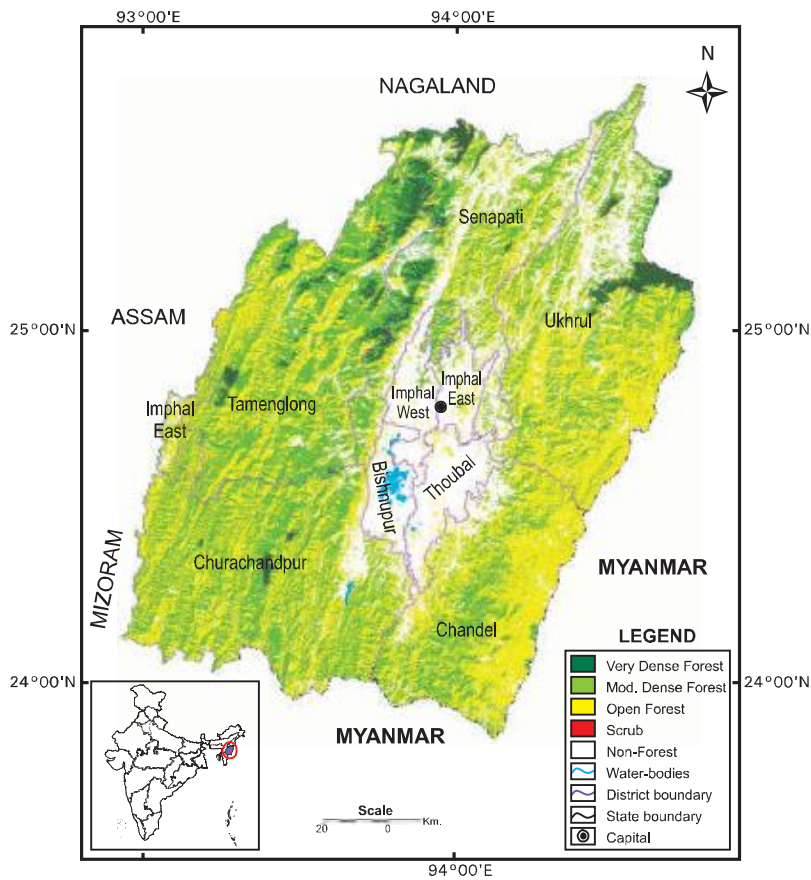 93°00'E
94°00'E
N
NAGALAND
Senapati
ASSAM
25°00'N
25°00'N
Ukhrul
Imphal
East
Imphal
West
Tamenglong
Imphal
East
Bishnupur
Thoubal
Churachandpur
MIZORAM
MYANMAR
Chandel
LEGEND
Very Dense Forest
Mod. Dense Forest
Open Forest
Scrub
Non-Forest
Water-bodies
District boundary
State boundary
Capital
24°00'N
24°00'N
MYANMAR
Scale
20 0 Km.
94°00'E